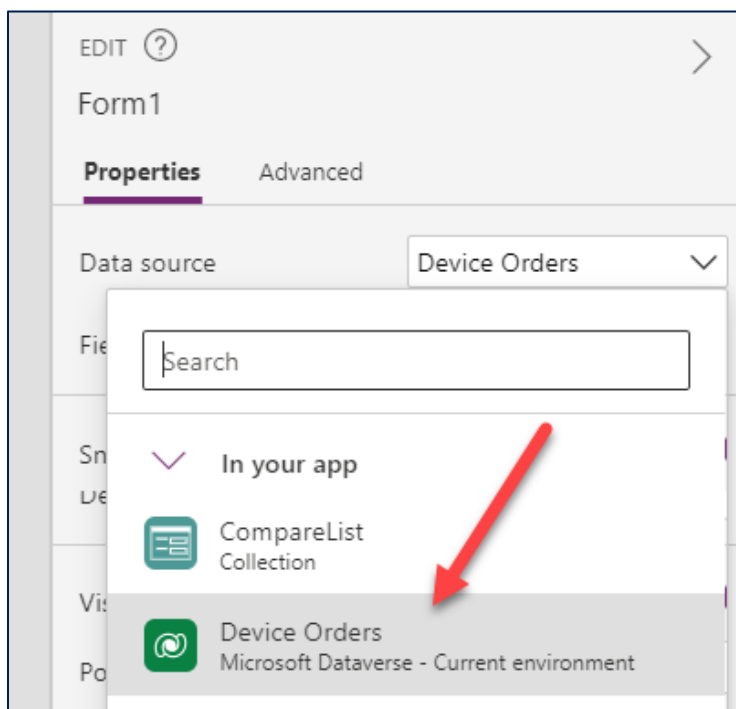 EDIT ?
Form1
Properties Advanced
Data source Device Orders
Search
In your app
CompareList
Collection
Device Orders
Microsoft Dataverse - Current environment